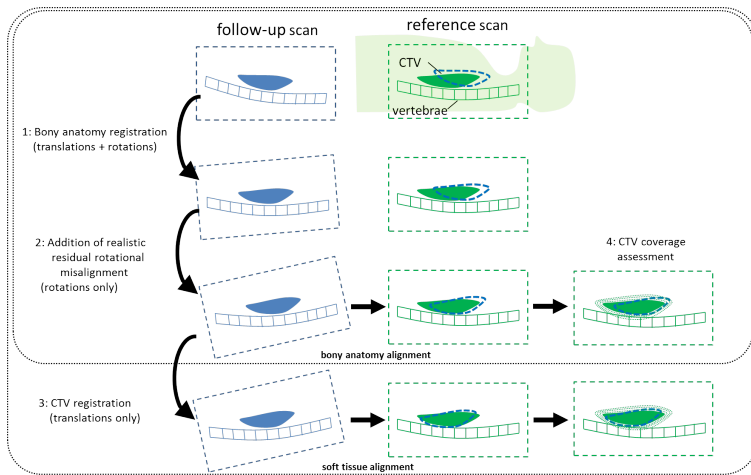 follow-up scan
reference scan
CTV
vertebrae
1: Bony anatomy registration
(translations + rotations)
2: Addition of realistic
residual rotational
misalignment
(rotations only)
4: CTV coverage
assessment
bony anatomy alignment
3: CTV registration
(translations only)
soft tissue alignment